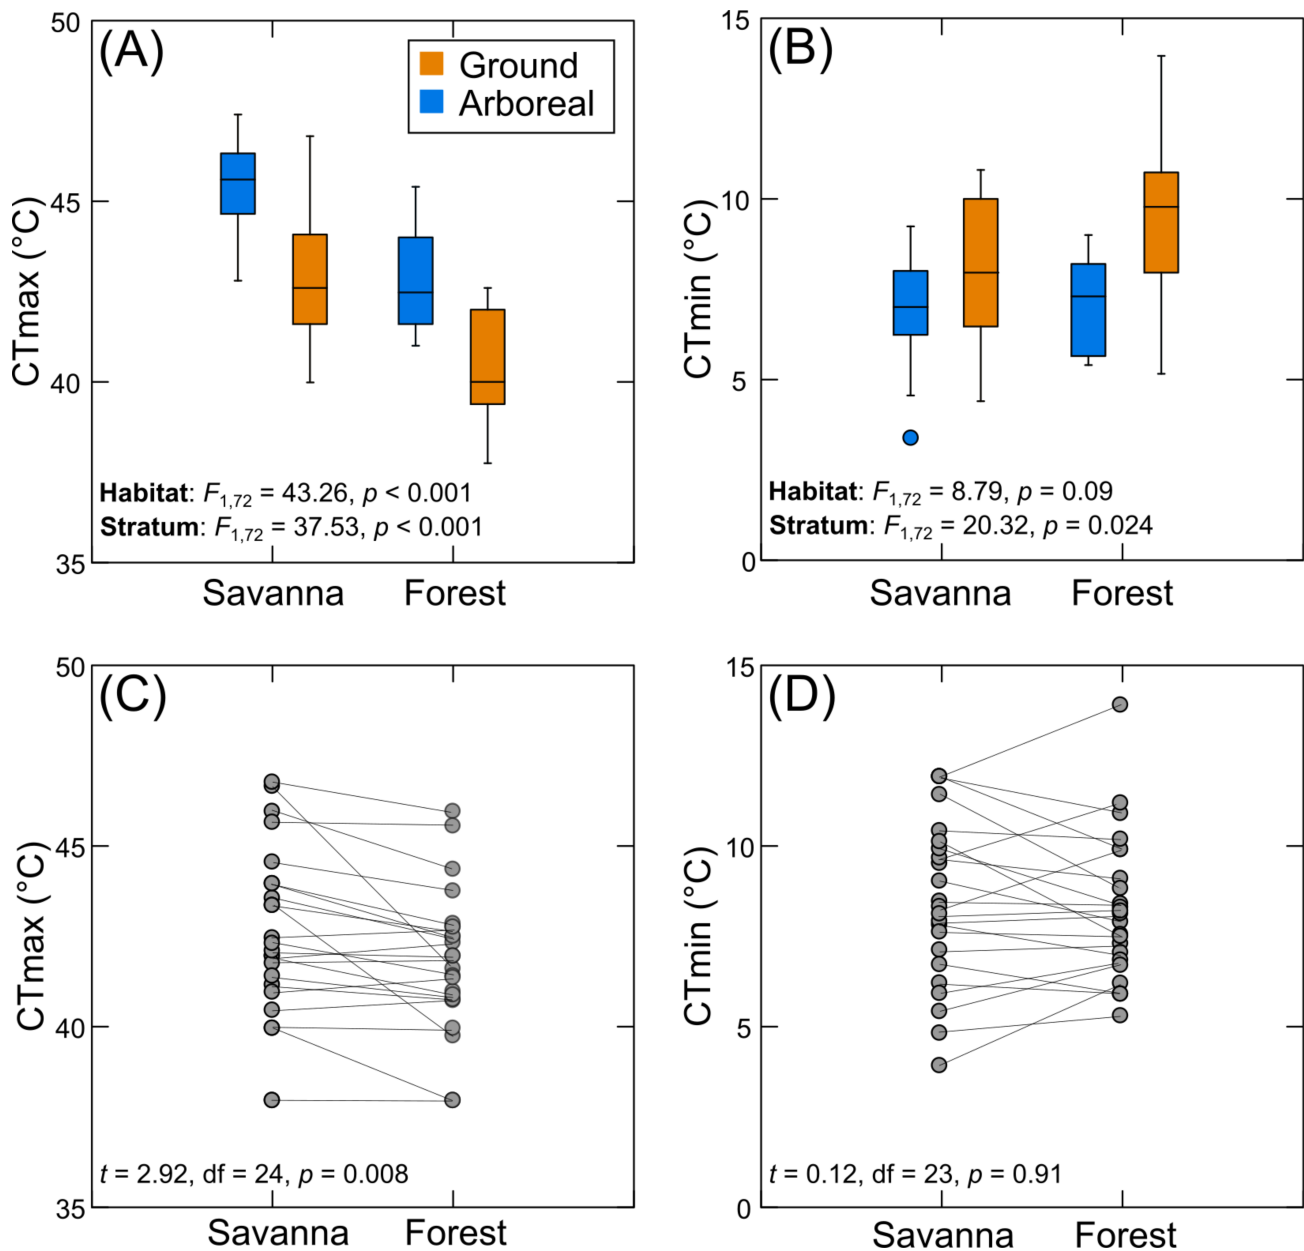 (A)
50
45
40
35
CTmax (°C)
Ground
Arboreal
Habitat: F1,72 = 43.26, p < 0.001
Stratum: F1,72 = 37.53, p < 0.001
Savanna Forest
(B)
15
10
5
0
CTmin (°C)
Habitat: F1,72 = 8.79, p = 0.09
Stratum: F1,72 = 20.32, p = 0.024
Savanna Forest
(C)
50
45
40
35
CTmax (°C)
t = 2.92, df = 24, p = 0.008
Savanna Forest
(D)
15
10
5
0
CTmin (°C)
t = 0.12, df = 23, p = 0.91
Savanna Forest